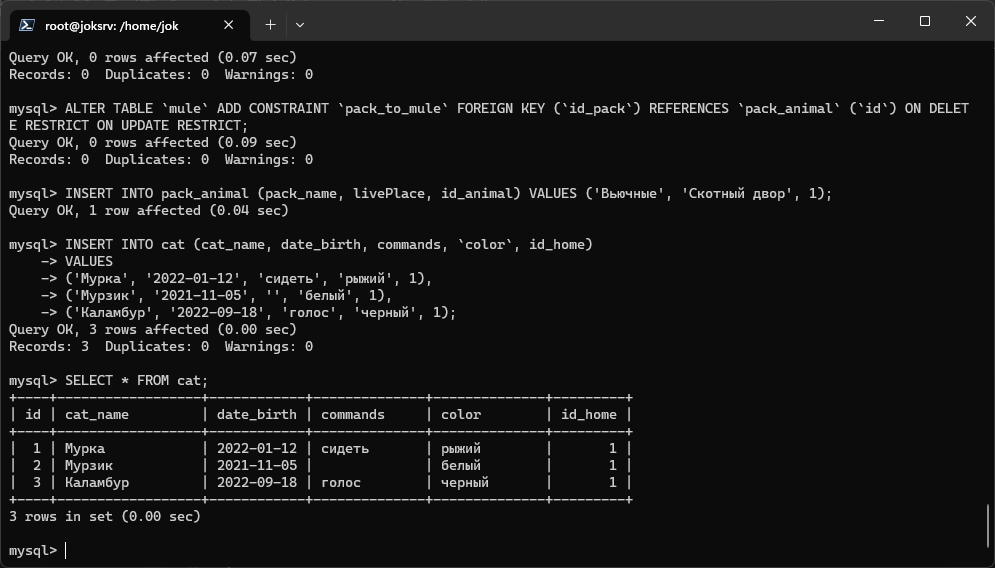 root@joksrv: /home/jok
Query OK, 0 rows affected (0.07 sec)
Records: 0  Duplicates: 0  Warnings: 0
mysql> ALTER TABLE `mule` ADD CONSTRAINT `pack_to_mule` FOREIGN KEY (`id_pack`) REFERENCES `pack_animal` (`id`) ON DELET
E RESTRICT ON UPDATE RESTRICT;
Query OK, 0 rows affected (0.09 sec)
Records: 0  Duplicates: 0  Warnings: 0
mysql> INSERT INTO pack_animal (pack_name, livePlace, id_animal) VALUES ('Вьючные', 'Скотный двор', 1);
Query OK, 1 row affected (0.04 sec)
mysql> INSERT INTO cat (cat_name, date_birth, commands, `color`, id_home)
    -> VALUES
    -> ('Мурка', '2022-01-12', 'сидеть', 'рыжий', 1),
    -> ('Мурзик', '2021-11-05', '', 'белый', 1),
    -> ('Каламбур', '2022-09-18', 'голос', 'черный', 1);
Query OK, 3 rows affected (0.00 sec)
Records: 3  Duplicates: 0  Warnings: 0
mysql> SELECT * FROM cat;
+----+------------------+------------+--------------+--------------+---------+
| id | cat_name         | date_birth | commands     | color        | id_home |
+----+------------------+------------+--------------+--------------+---------+
|  1 | Мурка            | 2022-01-12 | сидеть       | рыжий        |       1 |
|  2 | Мурзик           | 2021-11-05 |              | белый        |       1 |
|  3 | Каламбур         | 2022-09-18 | голос        | черный       |       1 |
+----+------------------+------------+--------------+--------------+---------+
3 rows in set (0.00 sec)
mysql>